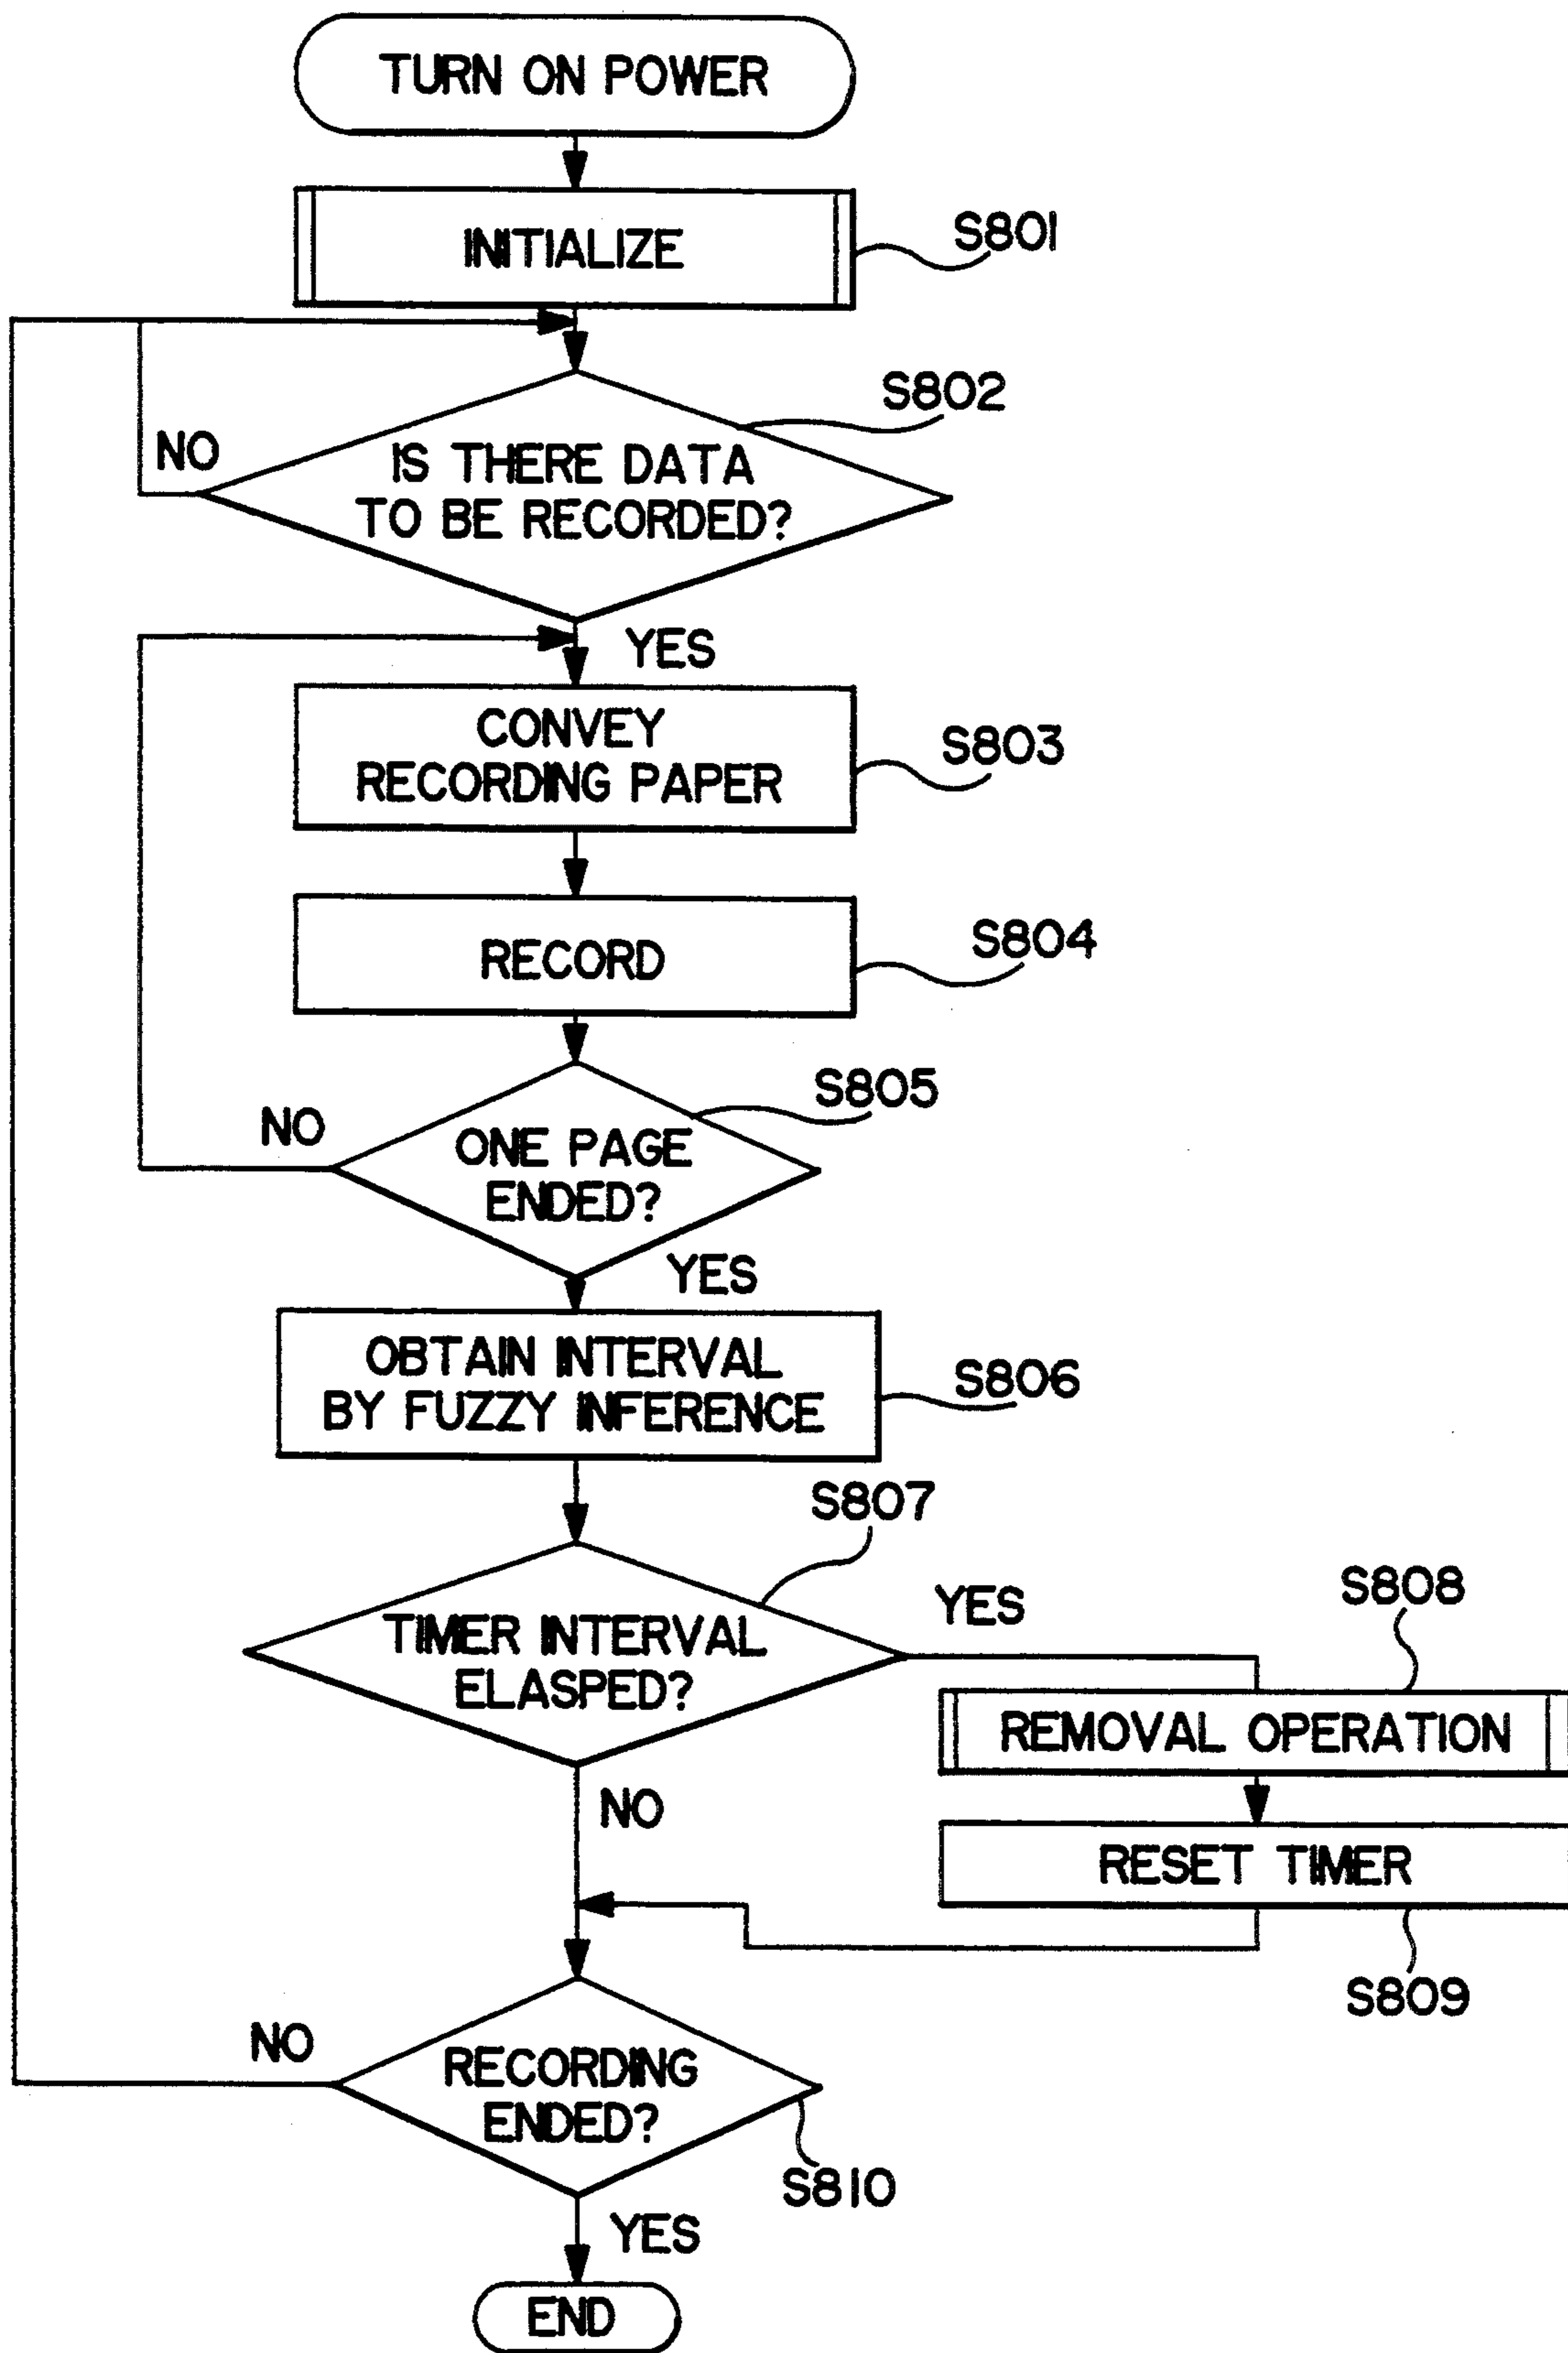 TURN ON POWER
INITIALIZE
S801
S802
NO
IS THERE DATA
TO BE RECORDED?
YES
CONVEY
RECORDING PAPER
S803
RECORD
S804
S805
NO
ONE PAGE
ENDED?
YES
OBTAIN INTERVAL
BY FUZZY INFERENCE
S806
S807
TIMER INTERVAL
ELASPED?
YES
S808
REMOVAL OPERATION
NO
RESET TIMER
S809
NO
RECORDING
ENDED?
S810
YES
END